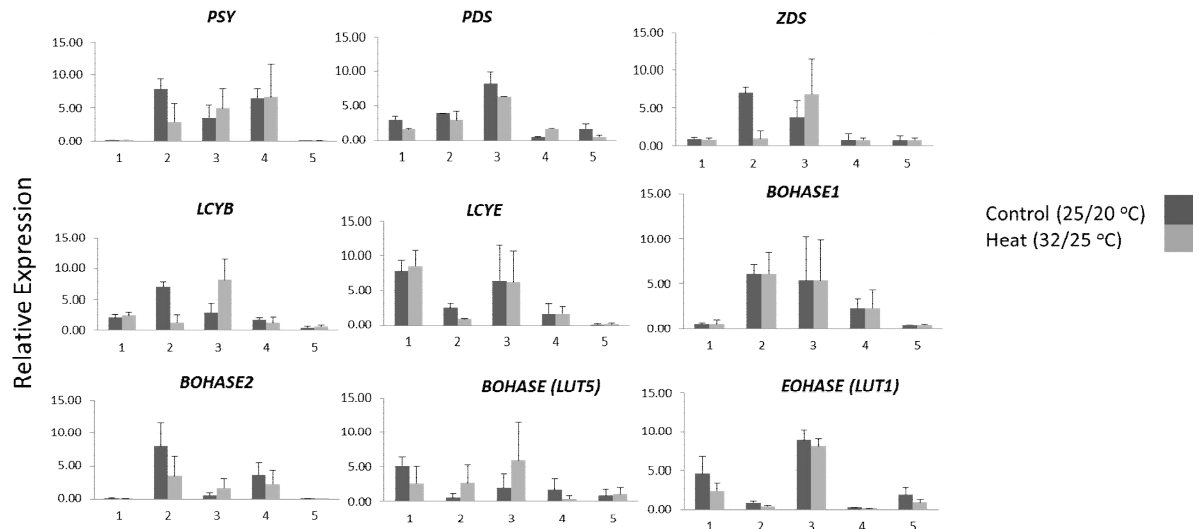 PSY
15.00
10.00
5.00
0.00
1 2 3 4 5
PDS
15.00
10.00
5.00
0.00
1 2 3 4 5
ZDS
15.00
10.00
5.00
0.00
1 2 3 4 5
Relative Expression
LCYB
15.00
10.00
5.00
0.00
1 2 3 4 5
LCYE
15.00
10.00
5.00
0.00
1 2 3 4 5
BOHASE1
15.00
10.00
5.00
0.00
1 2 3 4 5
Control (25/20 °C)
Heat (32/25 °C)
BOHASE2
15.00
10.00
5.00
0.00
1 2 3 4 5
BOHASE (LUT5)
15.00
10.00
5.00
0.00
1 2 3 4 5
EOHASE (LUT1)
15.00
10.00
5.00
0.00
1 2 3 4 5